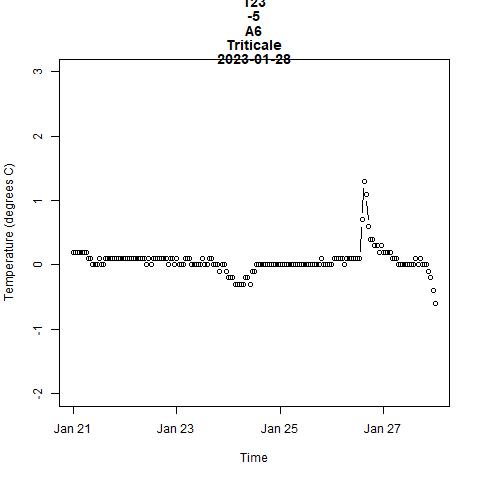 123
-5
A6
Triticale
2023-01-28
Temperature (degrees C)
3
2
1
0
-1
-2
Jan 21
Jan 23
Jan 25
Jan 27
Time